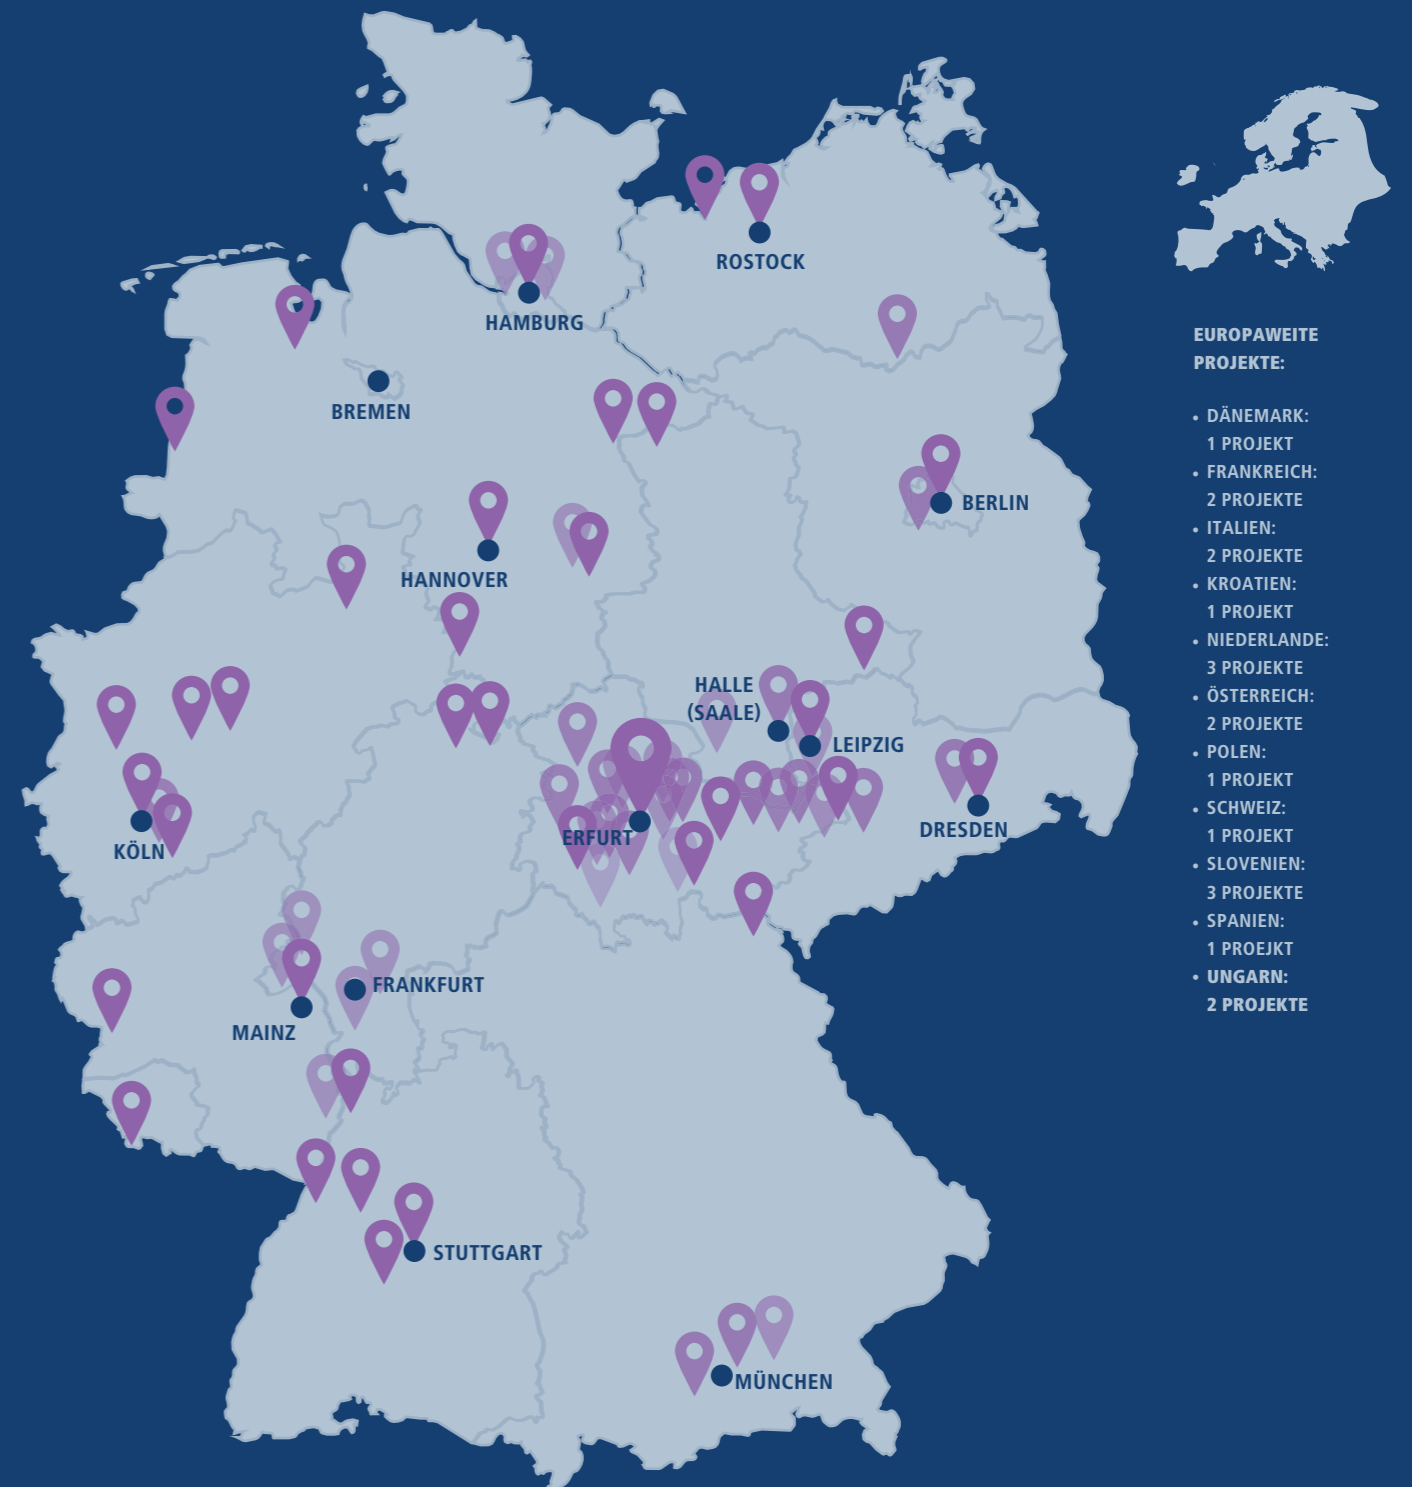 ROSTOCK
HAMBURG
BREMEN
BERLIN
HANNOVER
HALLE
(SAALE)
LEIPZIG
DRESDEN
ERFURT
KÖLN
FRANKFURT
MAINZ
STUTTGART
MÜNCHEN
EUROPAWEITE
PROJEKTE:
• DÄNEMARK:
1 PROJEKT
• FRANKREICH:
2 PROJEKTE
• ITALIEN:
2 PROJEKTE
• KROATIEN:
1 PROJEKT
• NIEDERLANDE:
3 PROJEKTE
• ÖSTERREICH:
2 PROJEKTE
• POLEN:
1 PROJEKT
• SCHWEIZ:
1 PROJEKT
• SLOVENIEN:
3 PROJEKTE
• SPANIEN:
1 PROEJKT
• UNGARN:
2 PROJEKTE